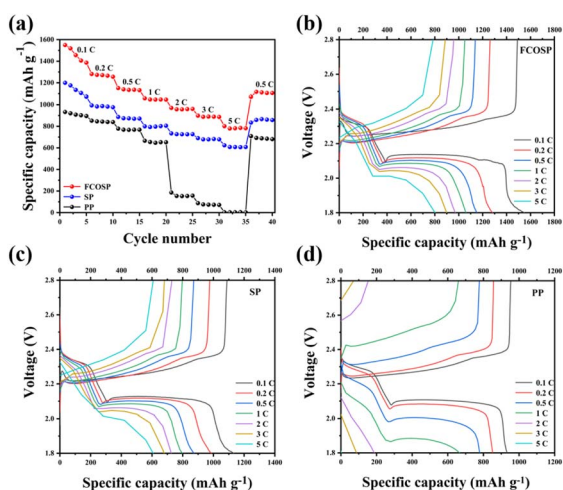 (a)
Specific capacity (mAh g⁻¹)
1600
1400
1200
1000
800
600
400
200
0
0.1 C
0.2 C
0.5 C
1 C
2 C
3 C
5 C
0.5 C
FCOSP
SP
PP
0 5 10 15 20 25 30 35 40
Cycle number
(b)
0 200 400 600 800 1000 1200 1400 1600 1800
Voltage (V)
2.8
2.6
2.4
2.2
2.0
1.8
FCOSP
0.1 C
0.2 C
0.5 C
1 C
2 C
3 C
5 C
0 200 400 600 800 1000 1200 1400 1600 1800
Specific capacity (mAh g⁻¹)
(c)
0 200 400 600 800 1000 1200 1400
Voltage (V)
2.8
2.6
2.4
2.2
2.0
1.8
SP
0.1 C
0.2 C
0.5 C
1 C
2 C
3 C
5 C
0 200 400 600 800 1000 1200 1400
Specific capacity (mAh g⁻¹)
(d)
0 200 400 600 800 1000 1200 1400
Voltage (V)
2.8
2.6
2.4
2.2
2.0
1.8
PP
0.1 C
0.2 C
0.5 C
1 C
2 C
3 C
5 C
0 200 400 600 800 1000 1200 1400
Specific capacity (mAh g⁻¹)